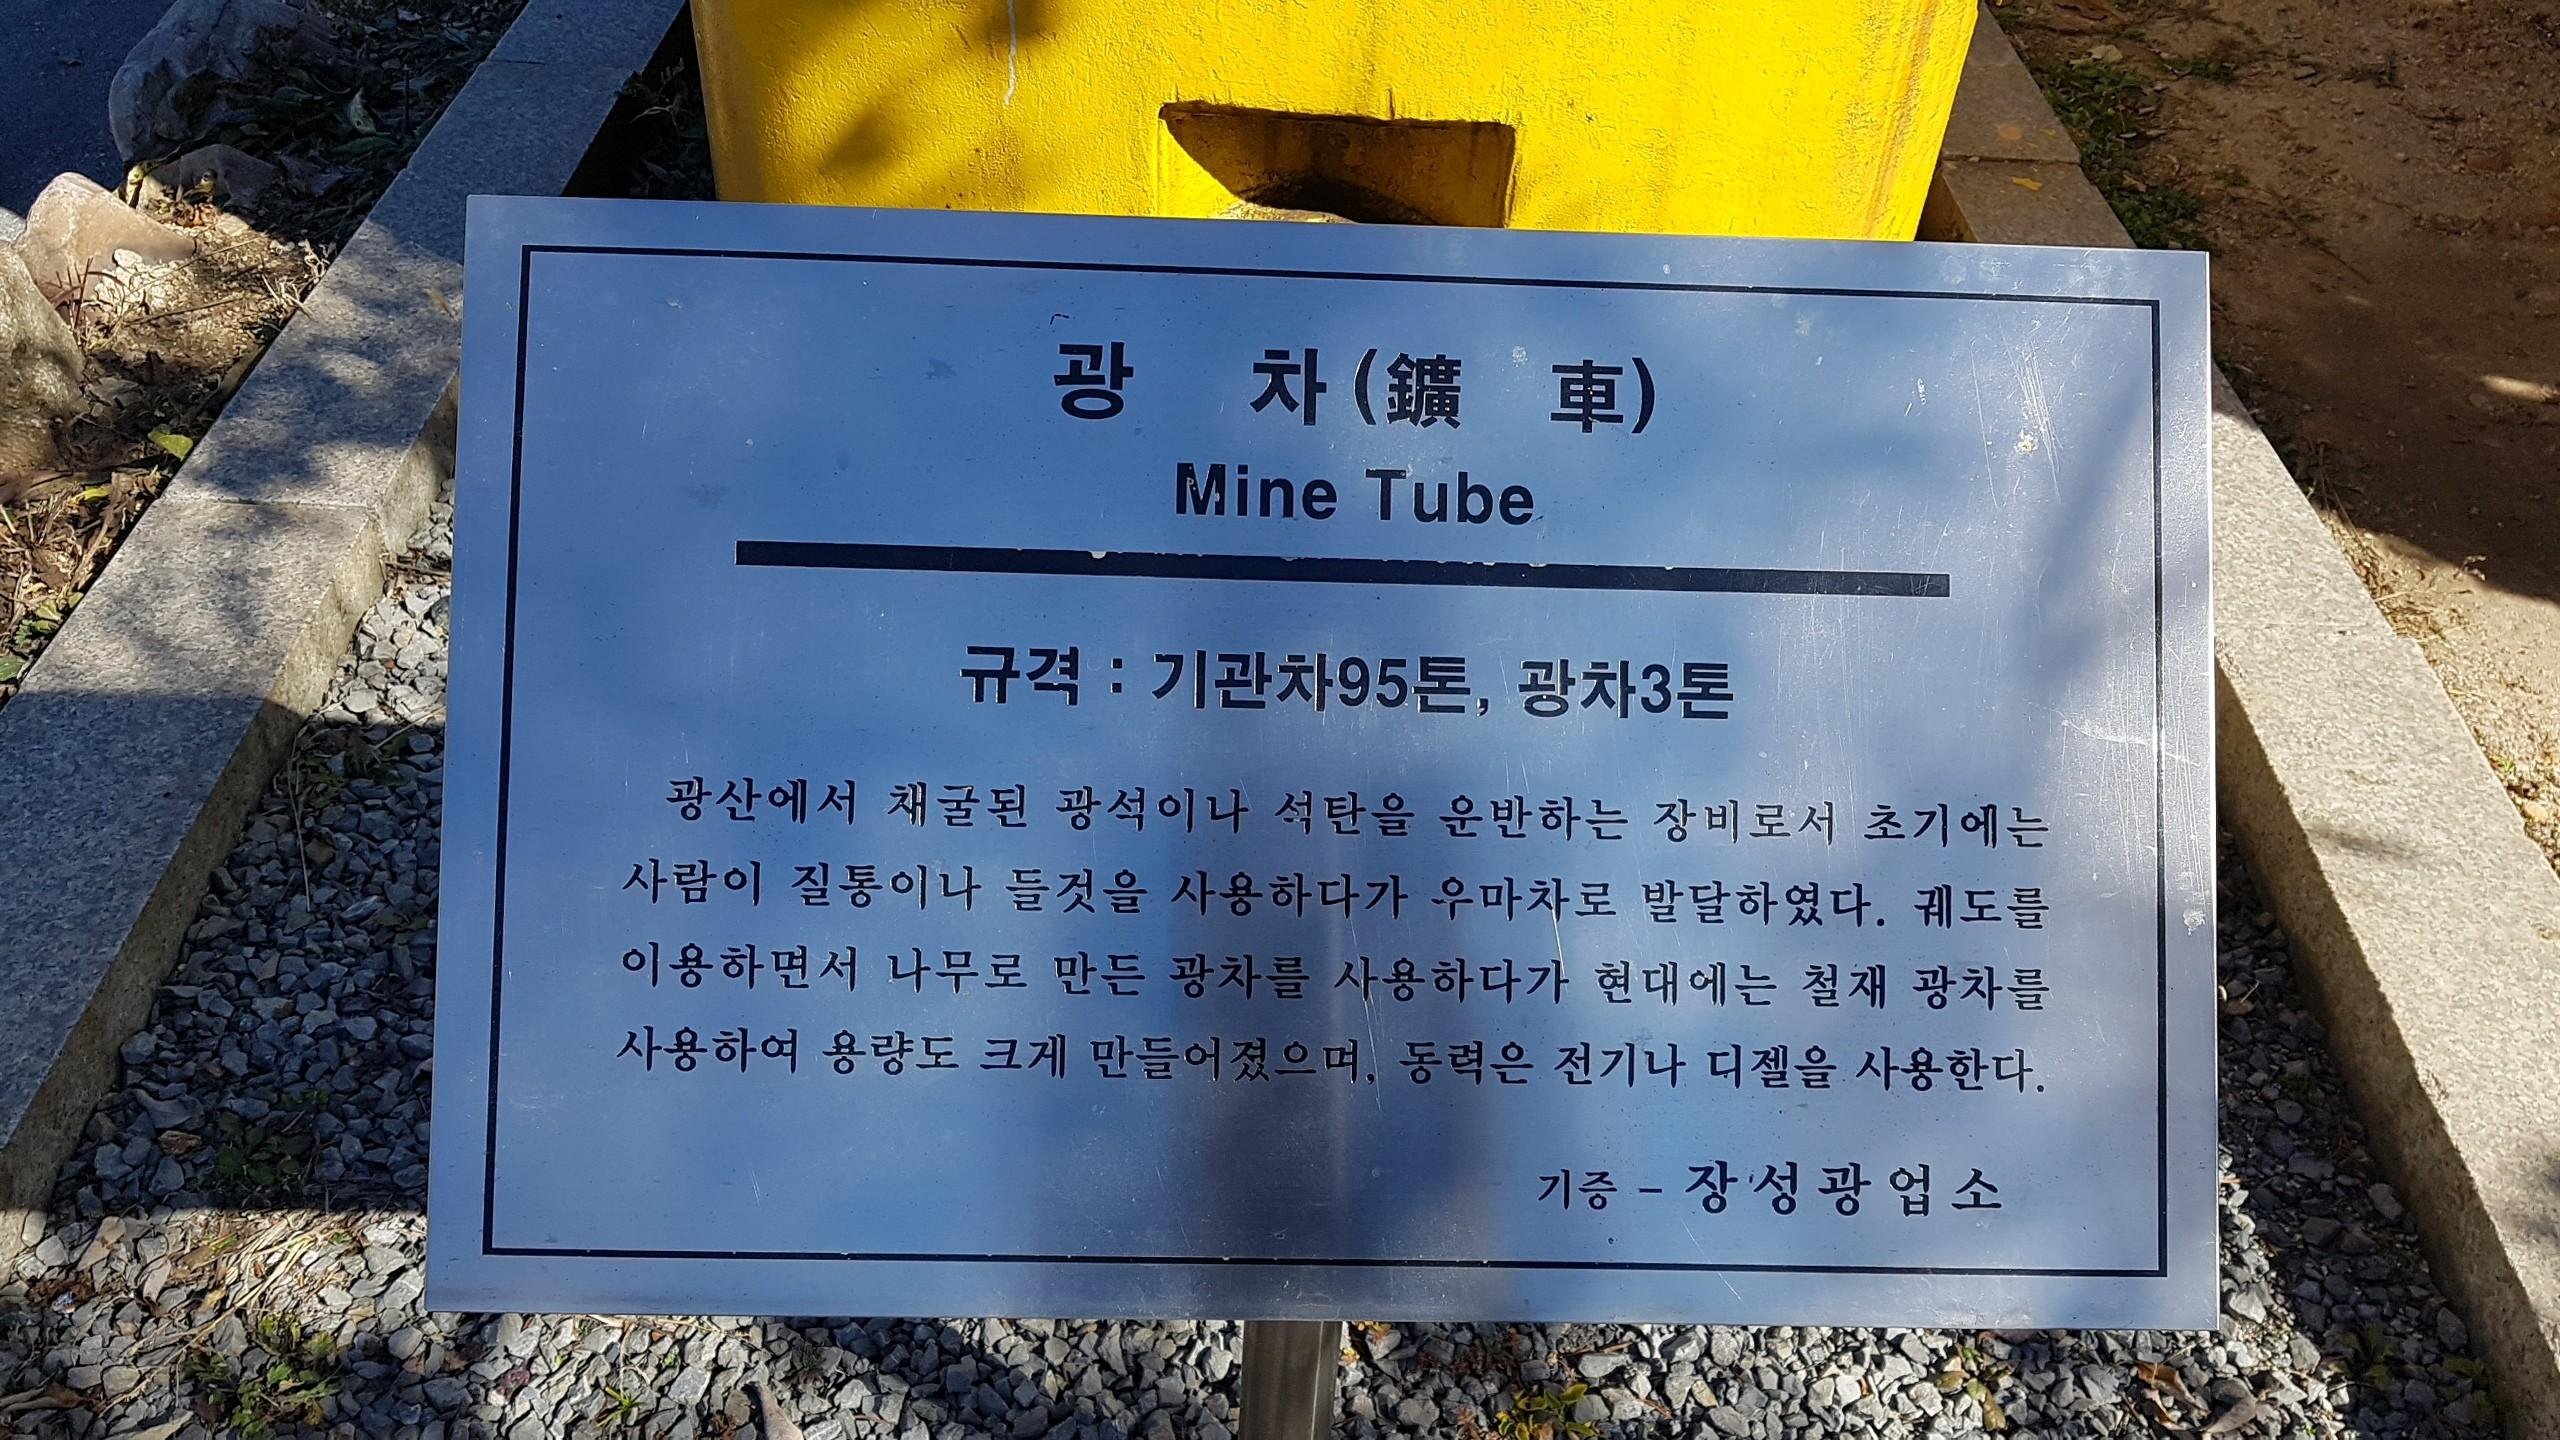 광 차(鑛 車)
Mine Tube
규격 : 기관차95톤, 광차3톤
광산에서 채굴된 광석이나 석탄을 운반하는 장비로서 초기에는
사람이 질통이나 들것을 사용하다가 우마차로 발달하였다. 궤도를
이용하면서 나무로 만든 광차를 사용하다가 현대에는 철재 광차를
사용하여 용량도 크게 만들어졌으며, 동력은 전기나 디젤을 사용한다.
기증 - 장성광업소